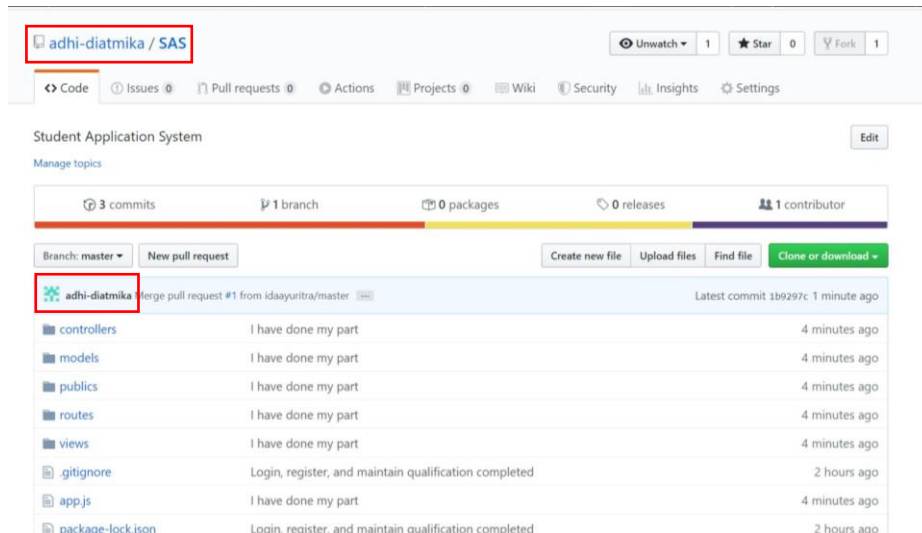 adhi-diatmika / SAS
Unwatch 1 Star 0 Fork 1
Code Issues 0 Pull requests 0 Actions Projects 0 Wiki Security Insights Settings
Student Application System Edit
Manage topics
3 commits 1 branch 0 packages 0 releases 1 contributor
Branch: master New pull request Create new file Upload files Find file Clone or download
adhi-diatmika Merge pull request #1 from idaayuritra/master ... Latest commit 1b9297c 1 minute ago
controllers I have done my part 4 minutes ago
models I have done my part 4 minutes ago
publics I have done my part 4 minutes ago
routes I have done my part 4 minutes ago
views I have done my part 4 minutes ago
.gitignore Login, register, and maintain qualification completed 2 hours ago
app.js I have done my part 4 minutes ago
package-lock.json Login, register, and maintain qualification completed 2 hours ago